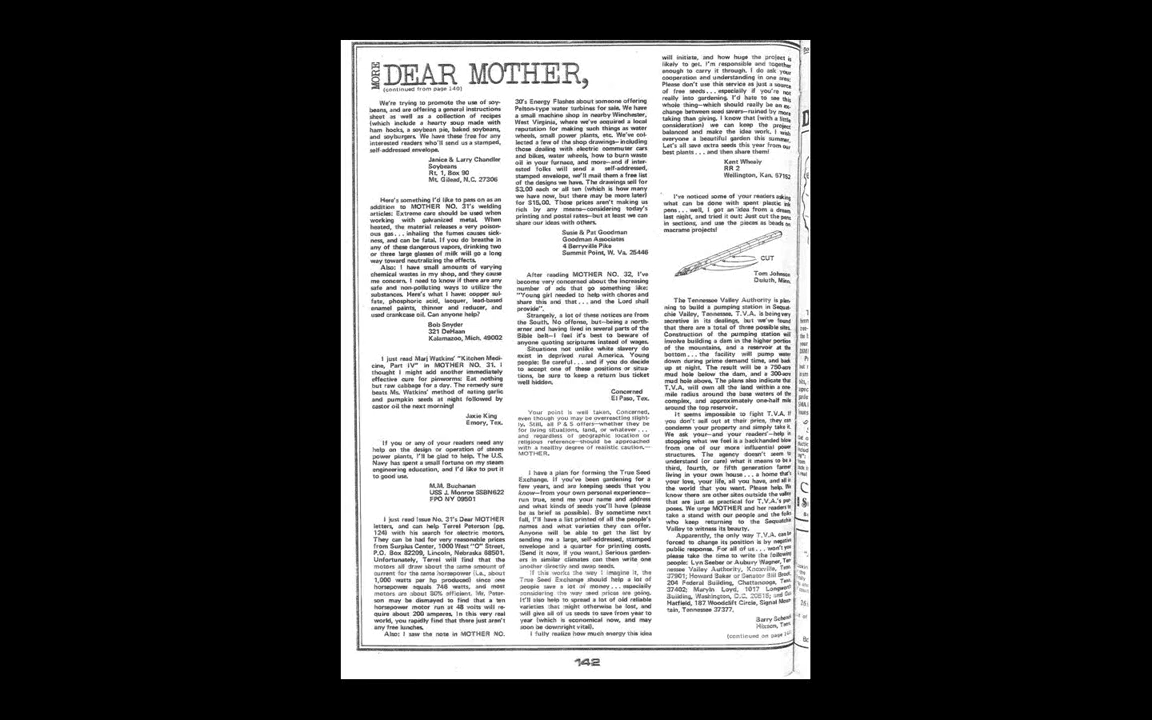 MORE
DEAR MOTHER,
(continued from page 140)
We're trying to promote the use of soy-
beans, and are offering a general instructions
sheet as well as a collection of recipes
(which include a hearty soup made with
ham hocks, a soybean pie, baked soybeans,
and soyburgers. We have these free for any
interested readers who'll send us a stamped,
self-addressed envelope.
Janice & Larry Chandler
Soybeans
Rt. 1, Box 90
Mt. Gilead, N.C. 27306
Here's something I'd like to pass on as an
addition to MOTHER NO. 31's welding
articles: Extreme care should be used when
working with galvanized metal. When
heated, the material releases a very poison-
ous gas . . . inhaling the fumes causes sick-
ness, and can be fatal. If you do breathe in
any of these dangerous vapors, drinking two
or three large glasses of milk will go a long
way toward neutralizing the effects.
Also: I have small amounts of varying
chemical wastes in my shop, and they cause
me concern. I need to know if there are any
safe and non-polluting ways to utilize the
substances. Here's what I have: copper sul-
fate, phosphoric acid, lacquer, lead-based
enamel paints, thinner and reducer, and
used crankcase oil. Can anyone help?
Bob Snyder
321 DeHaan
Kalamazoo, Mich. 49002
I just read Marj Watkins' "Kitchen Medi-
cine, Part IV" in MOTHER NO. 31. I
thought I might add another immediately
effective cure for pinworms: Eat nothing
but raw cabbage for a day. The remedy sure
beats Ms. Watkins' method of eating garlic
and pumpkin seeds at night followed by
castor oil the next morning!
Jaxie King
Emory, Tex.
If you or any of your readers need any
help on the design or operation of steam
power plants, I'll be glad to help. The U.S.
Navy has spent a small fortune on my steam
engineering education, and I'd like to put it
to good use.
M.M. Buchanan
USS J. Monroe SSBN622
FPO NY 09501
I just read Issue No. 31's Dear MOTHER
letters, and can help Terrel Peterson (pg.
124) with his search for electric motors.
They can be had for very reasonable prices
from Surplus Center, 1000 West "O" Street,
P.O. Box 82209, Lincoln, Nebraska 68501.
Unfortunately, Terrel will find that the
motors all draw about the same amount of
current for the same horsepower (i.e., about
1,000 watts per hp produced) since one
horsepower equals 746 watts, and most
motors are about 80% efficient. Mr. Peter-
son may be dismayed to find that a ten
horsepower motor run at 48 volts will re-
quire about 200 amperes. In this very real
world, you rapidly find that there just aren't
any free lunches.
Also: I saw the note in MOTHER NO.
30's Energy Flashes about someone offering
Pelton-type water turbines for sale. We have
a small machine shop in nearby Winchester,
West Virginia, where we've acquired a local
reputation for making such things as water
wheels, small power plants, etc. We've col-
lected a few of the shop drawings—including
those dealing with electric commuter cars
and bikes, water wheels, how to burn waste
oil in your furnace, and more—and if inter-
ested folks will send a self-addressed,
stamped envelope, we'll mail them a free list
of the designs we have. The drawings sell for
$3.00 each or all ten (which is how many
we have now, but there may be more later)
for $15.00. Those prices aren't making us
rich by any means—considering today's
printing and postal rates—but at least we can
share our ideas with others.
Susie & Pat Goodman
Goodman Associates
4 Berryville Pike
Summit Point, W. Va. 25446
After reading MOTHER NO. 32, I've
become very concerned about the increasing
number of ads that go something like:
"Young girl needed to help with chores and
share this and that . . . and the Lord shall
provide".
Strangely, a lot of these notices are from
the South. No offense, but—being a north-
erner and having lived in several parts of the
Bible belt—I feel it's best to beware of
anyone quoting scriptures instead of wages.
Situations not unlike white slavery do
exist in deprived rural America. Young
people: Be careful . . . and if you do decide
to accept one of these positions or situa-
tions, be sure to keep a return bus ticket
well hidden.
Concerned
El Paso, Tex.
Your point is well taken, Concerned,
even though you may be overreacting slight-
ly. Still, all P & S offers—whether they be
for living situations, land, or whatever . . .
and regardless of geographic location or
religious reference—should be approached
with a healthy degree of realistic caution.—
MOTHER.
I have a plan for forming the True Seed
Exchange. If you've been gardening for a
few years, and are keeping seeds that you
know—from your own personal experience—
run true, send me your name and address
and what kinds of seeds you'll have (please
be as brief as possible). By sometime next
fall, I'll have a list printed of all the people's
names and what varieties they can offer.
Anyone will be able to get the list by
sending me a large, self-addressed, stamped
envelope and a quarter for printing costs.
(Send it now, if you want.) Serious garden-
ers in similar climates can then write one
another directly and swap seeds.
If this works the way I imagine it, the
True Seed Exchange should help a lot of
people save a lot of money . . . especially
considering the way seed prices are going.
It'll also help to spread a lot of old reliable
varieties that might otherwise be lost, and
will give all of us seeds to save from year to
year (which is economical now, and may
soon be downright vital).
I fully realize how much energy this idea
will initiate, and how huge the project is
likely to get. I'm responsible and together
enough to carry it through. I do ask your
cooperation and understanding in one area:
Please don't use this service as just a source
of free seeds . . . especially if you're not
really into gardening. I'd hate to see this
whole thing—which should really be an ex-
change between seed savers—ruined by more
taking than giving. I know that (with a little
consideration) we can keep the project
balanced and make the idea work. I wish
everyone a beautiful garden this summer.
Let's all save extra seeds this year from our
best plants . . . and then share them!
Kent Whealy
RR 2
Wellington, Kan. 67152
I've noticed some of your readers asking
what can be done with spent plastic ink
pens . . . well, I got an idea from a dream
last night, and tried it out: Just cut the pens
in sections, and use the pieces as beads on
macrame projects!
CUT
Tom Johnson
Duluth, Minn.
The Tennessee Valley Authority is plan-
ning to build a pumping station in Sequat-
chie Valley, Tennessee. T.V.A. is being very
secretive in its dealings, but we've found
that there are a total of three possible sites.
Construction of the pumping station will
involve building a dam in the higher portion
of the mountains, and a reservoir at the
bottom . . . the facility will pump water
down during prime demand time, and back
up at night. The result will be a 750-acre
mud hole below the dam, and a 300-acre
mud hole above. The plans also indicate that
T.V.A. will own all the land within a one-
mile radius around the base waters of the
complex, and approximately one-half mile
around the top reservoir.
It seems impossible to fight T.V.A. If
you don't sell out at their price, they can
condemn your property and simply take it.
We ask your—and your readers'—help in
stopping what we feel is a backhanded blow
from one of our more influential power
structures. The agency doesn't seem to
understand (or care) what it means to be a
third, fourth, or fifth generation farmer
living in your own house . . . a home that's
your love, your life, all you have, and all in
the world that you want. Please help. We
know there are other sites outside the valley
that are just as practical for T.V.A.'s pur-
poses. We urge MOTHER and her readers to
take a stand with our people and the folks
who keep returning to the Sequatchie
Valley to witness its beauty.
Apparently, the only way T.V.A. can be
forced to change its position is by negative
public response. For all of us . . . won't you
please take the time to write the following
people: Lyn Seeber or Aubury Wagner, Ten-
nessee Valley Authority, Knoxville, Tenn.
37901; Howard Baker or Senator Bill Brock,
204 Federal Building, Chattanooga, Tenn.
37402; Marilyn Lloyd, 1017 Longworth
Building, Washington, D.C. 20515; and
Hatfield, 187 Woodclift Circle, Signal Moun-
tain, Tennessee 37377.
Barry
Hixson, Tenn.
(continued on page
142